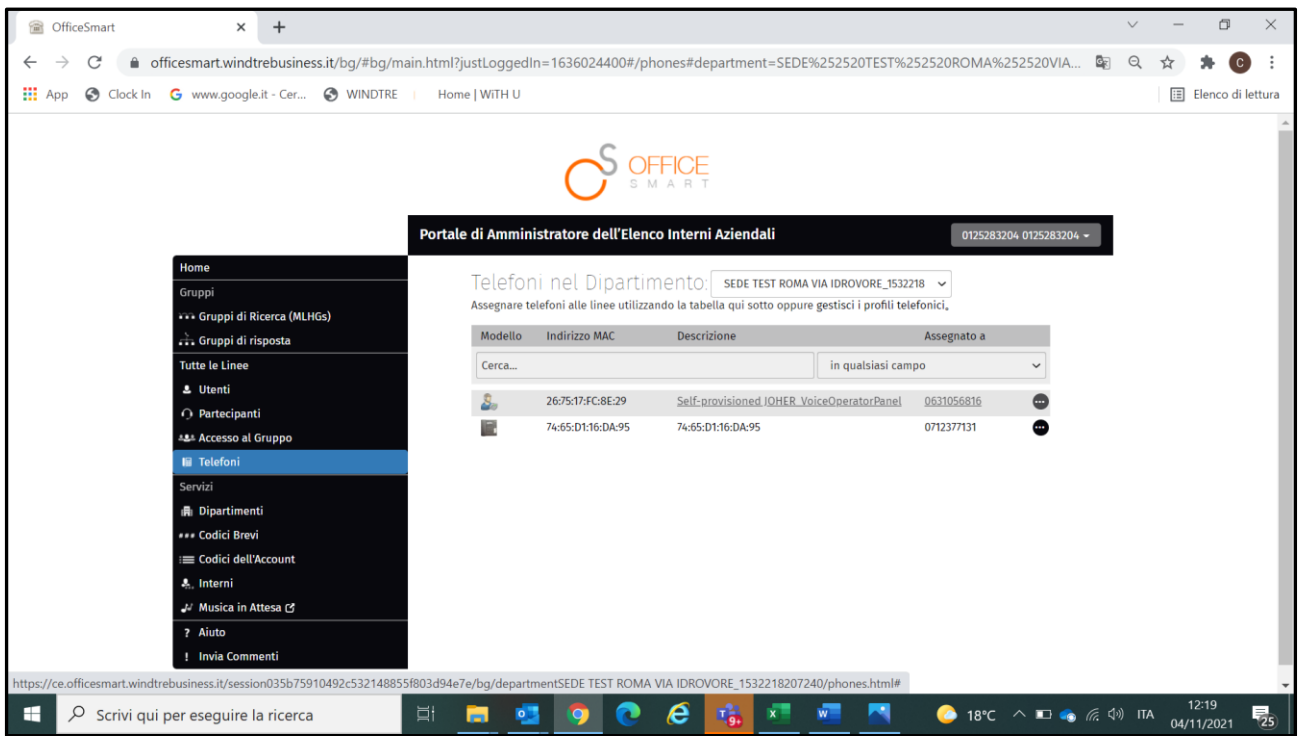 OfficeSmart
officesmart.windtrebusiness.it/bg/#bg/main.html?justLoggedIn=1636024400#/phones#department=SEDE%252520TEST%252520ROMA%252520VIA...
C
App Clock In www.google.it - Cer... WINDTRE Home | WiTH U Elenco di lettura
OS OFFICE
SMART
Portale di Amministratore dell'Elenco Interni Aziendali 0125283204 0125283204
Home
Gruppi
Gruppi di Ricerca (MLHGs)
Gruppi di risposta
Tutte le Linee
Utenti
Partecipanti
Accesso al Gruppo
Telefoni
Servizi
Dipartimenti
Codici Brevi
Codici dell'Account
Interni
Musica in Attesa
? Aiuto
! Invia Commenti
Telefoni nel Dipartimento: SEDE TEST ROMA VIA IDROVORE_1532218
Assegnare telefoni alle linee utilizzando la tabella qui sotto oppure gestisci i profili telefonici.
Modello Indirizzo MAC Descrizione Assegnato a
Cerca... in qualsiasi campo
26:75:17:FC:8E:29 Self-provisioned IOHER_VoiceOperatorPanel 0631056816
74:65:D1:16:DA:95 74:65:D1:16:DA:95 0712377131
https://ce.officesmart.windtrebusiness.it/session035b75910492c532148855f803d94e7e/bg/departmentSEDE TEST ROMA VIA IDROVORE_1532218207240/phones.html#
Scrivi qui per eseguire la ricerca 9+ 18°C ITA 12:19
04/11/2021 25